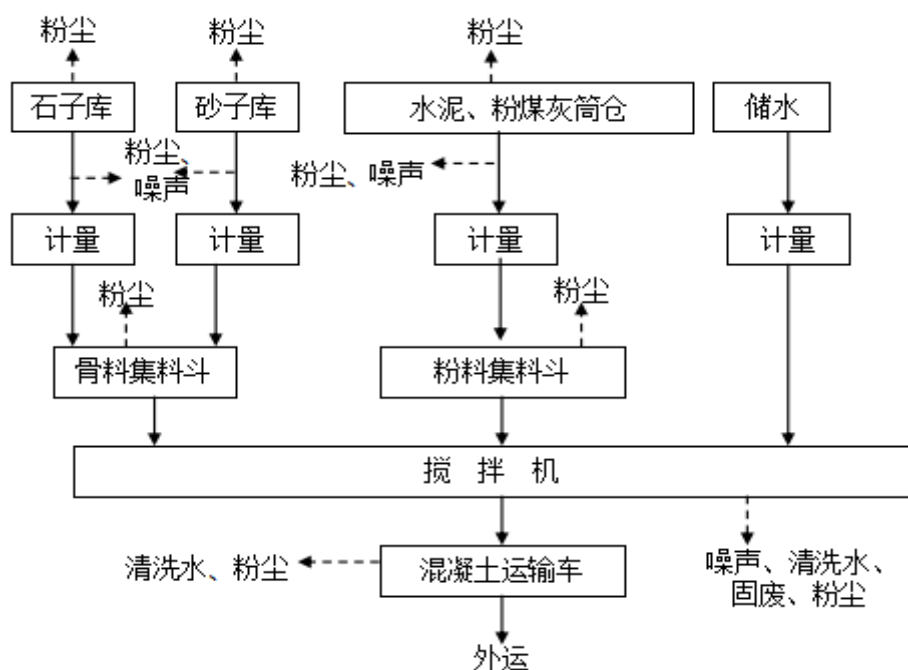 粉尘
粉尘
粉尘
石子库
砂子库
水泥、粉煤灰筒仓
储水
粉尘、
噪声
粉尘、噪声
计量
计量
计量
计量
粉尘
粉尘
骨料集料斗
粉料集料斗
搅 拌 机
清洗水、粉尘
混凝土运输车
噪声、清洗水、
固废、粉尘
外运